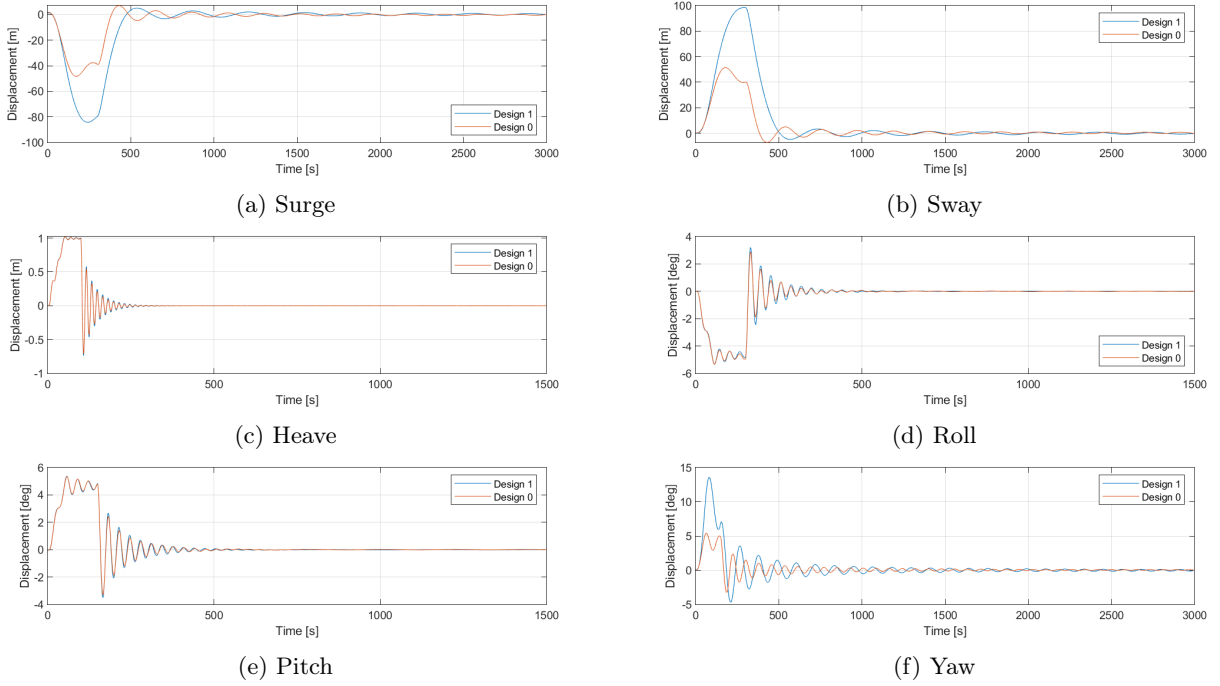 Displacement [m]
0
-20
-40
-60
-80
-100
0 500 1000 1500 2000 2500 3000
Time [s]
Design 1
Design 0
(a) Surge
Displacement [m]
100
80
60
40
20
0
0 500 1000 1500 2000 2500 3000
Time [s]
Design 1
Design 0
(b) Sway
Displacement [m]
1
0.5
0
-0.5
-1
0 500 1000 1500
Time [s]
Design 1
Design 0
(c) Heave
Displacement [deg]
4
2
0
-2
-4
-6
0 500 1000 1500
Time [s]
Design 1
Design 0
(d) Roll
Displacement [deg]
6
4
2
0
-2
-4
0 500 1000 1500
Time [s]
Design 1
Design 0
(e) Pitch
Displacement [deg]
15
10
5
0
-5
0 500 1000 1500 2000 2500 3000
Time [s]
Design 1
Design 0
(f) Yaw